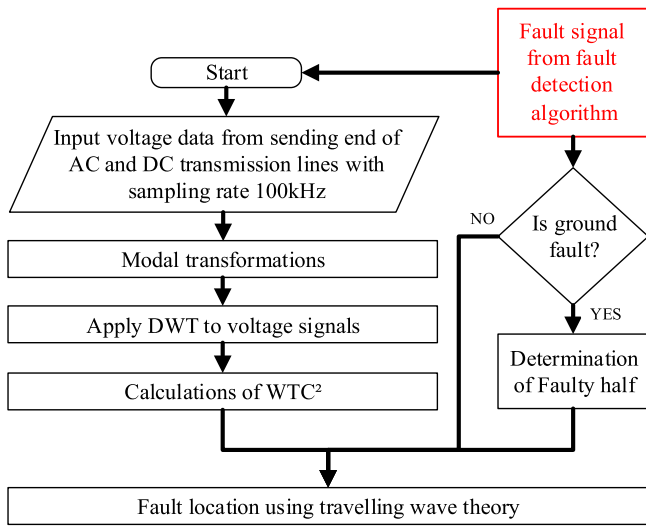 Fault signal
from fault
detection
algorithm
Start
Input voltage data from sending end of
AC and DC transmission lines with
sampling rate 100kHz
NO
Is ground
fault?
Modal transformations
YES
Apply DWT to voltage signals
Determination
of Faulty half
Calculations of WTC²
Fault location using travelling wave theory